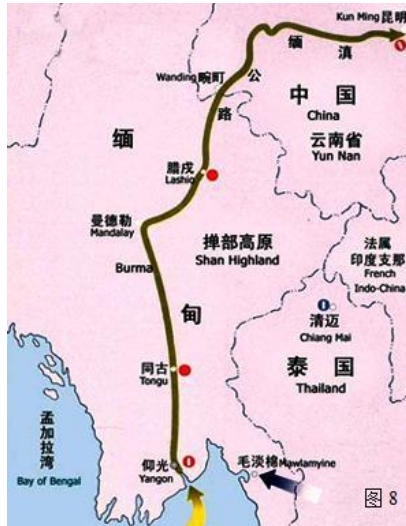 Kun Ming 昆明
缅
滇
公
路
Wanding 畹町
中国
China
云南省
Yun Nan
缅
腊戍
Lashio
曼德勒
Mandalay
掸部高原
Shan Highland
Burma
法属
印度支那
French
Indo-China
甸
清迈
Chiang Mai
同古
Tongu
泰国
Thailand
孟
加
拉
湾
Bay of Bengal
仰光
Yangon
毛淡棉 Mawlamyine
图 8